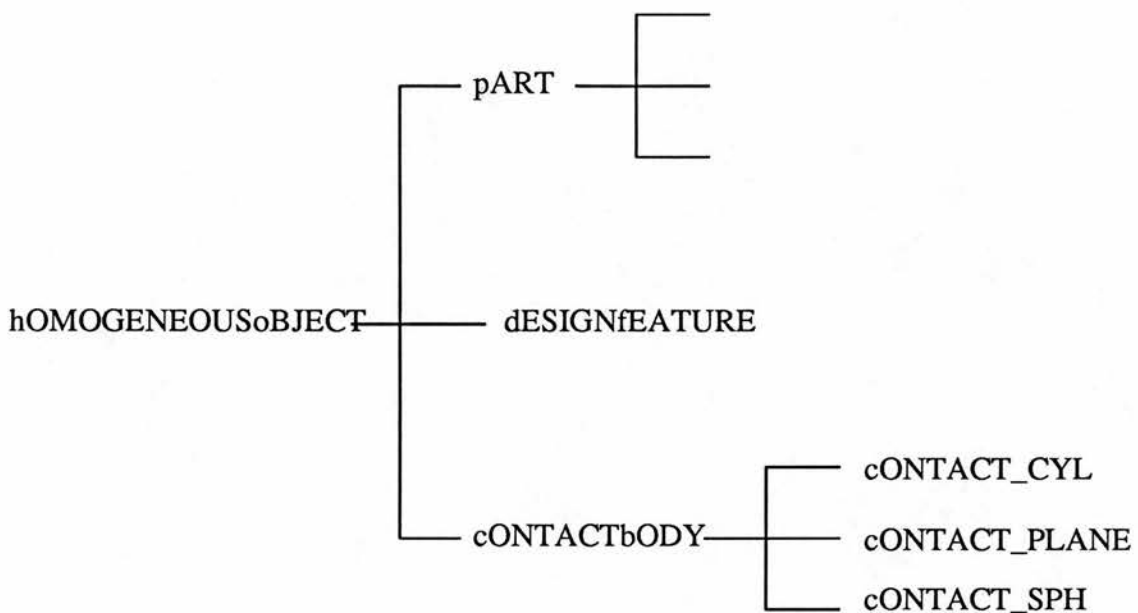 pART
hOMOGENEOUSoBJECT
dESIGNfEATURE
cONTACT_CYL
cONTACTbODY
cONTACT_PLANE
cONTACT_SPH